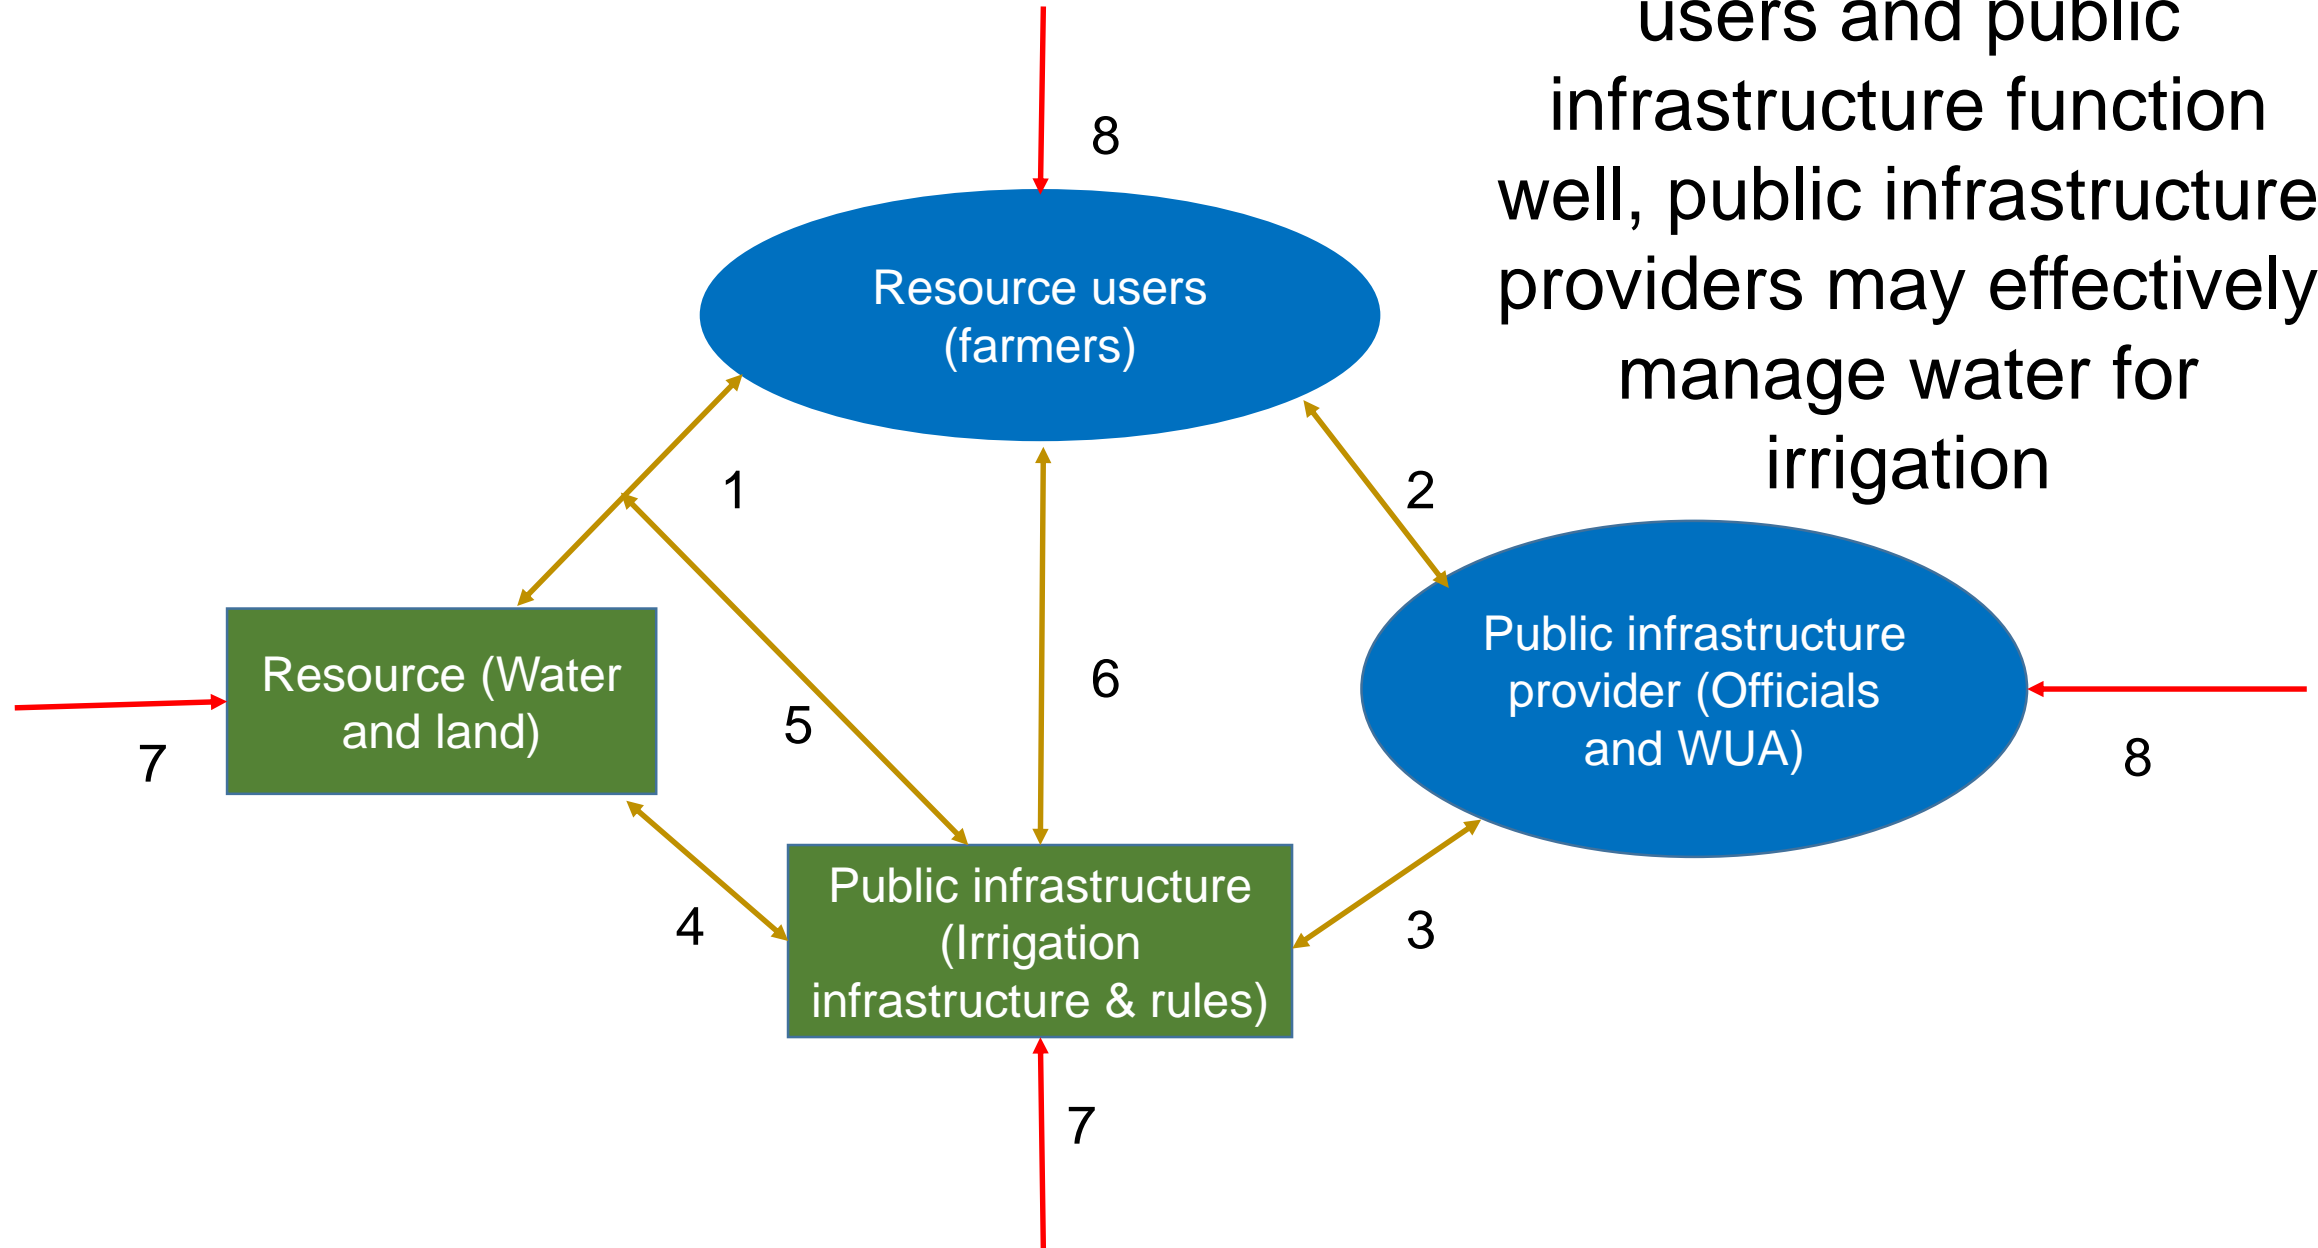 users and public
infrastructure function
well, public infrastructure
providers may effectively
manage water for
irrigation
8
Resource users
(farmers)
1
2
Resource (Water
and land)
7
5
6
Public infrastructure
provider (Officials
and WUA)
8
4
3
Public infrastructure
(Irrigation
infrastructure & rules)
7